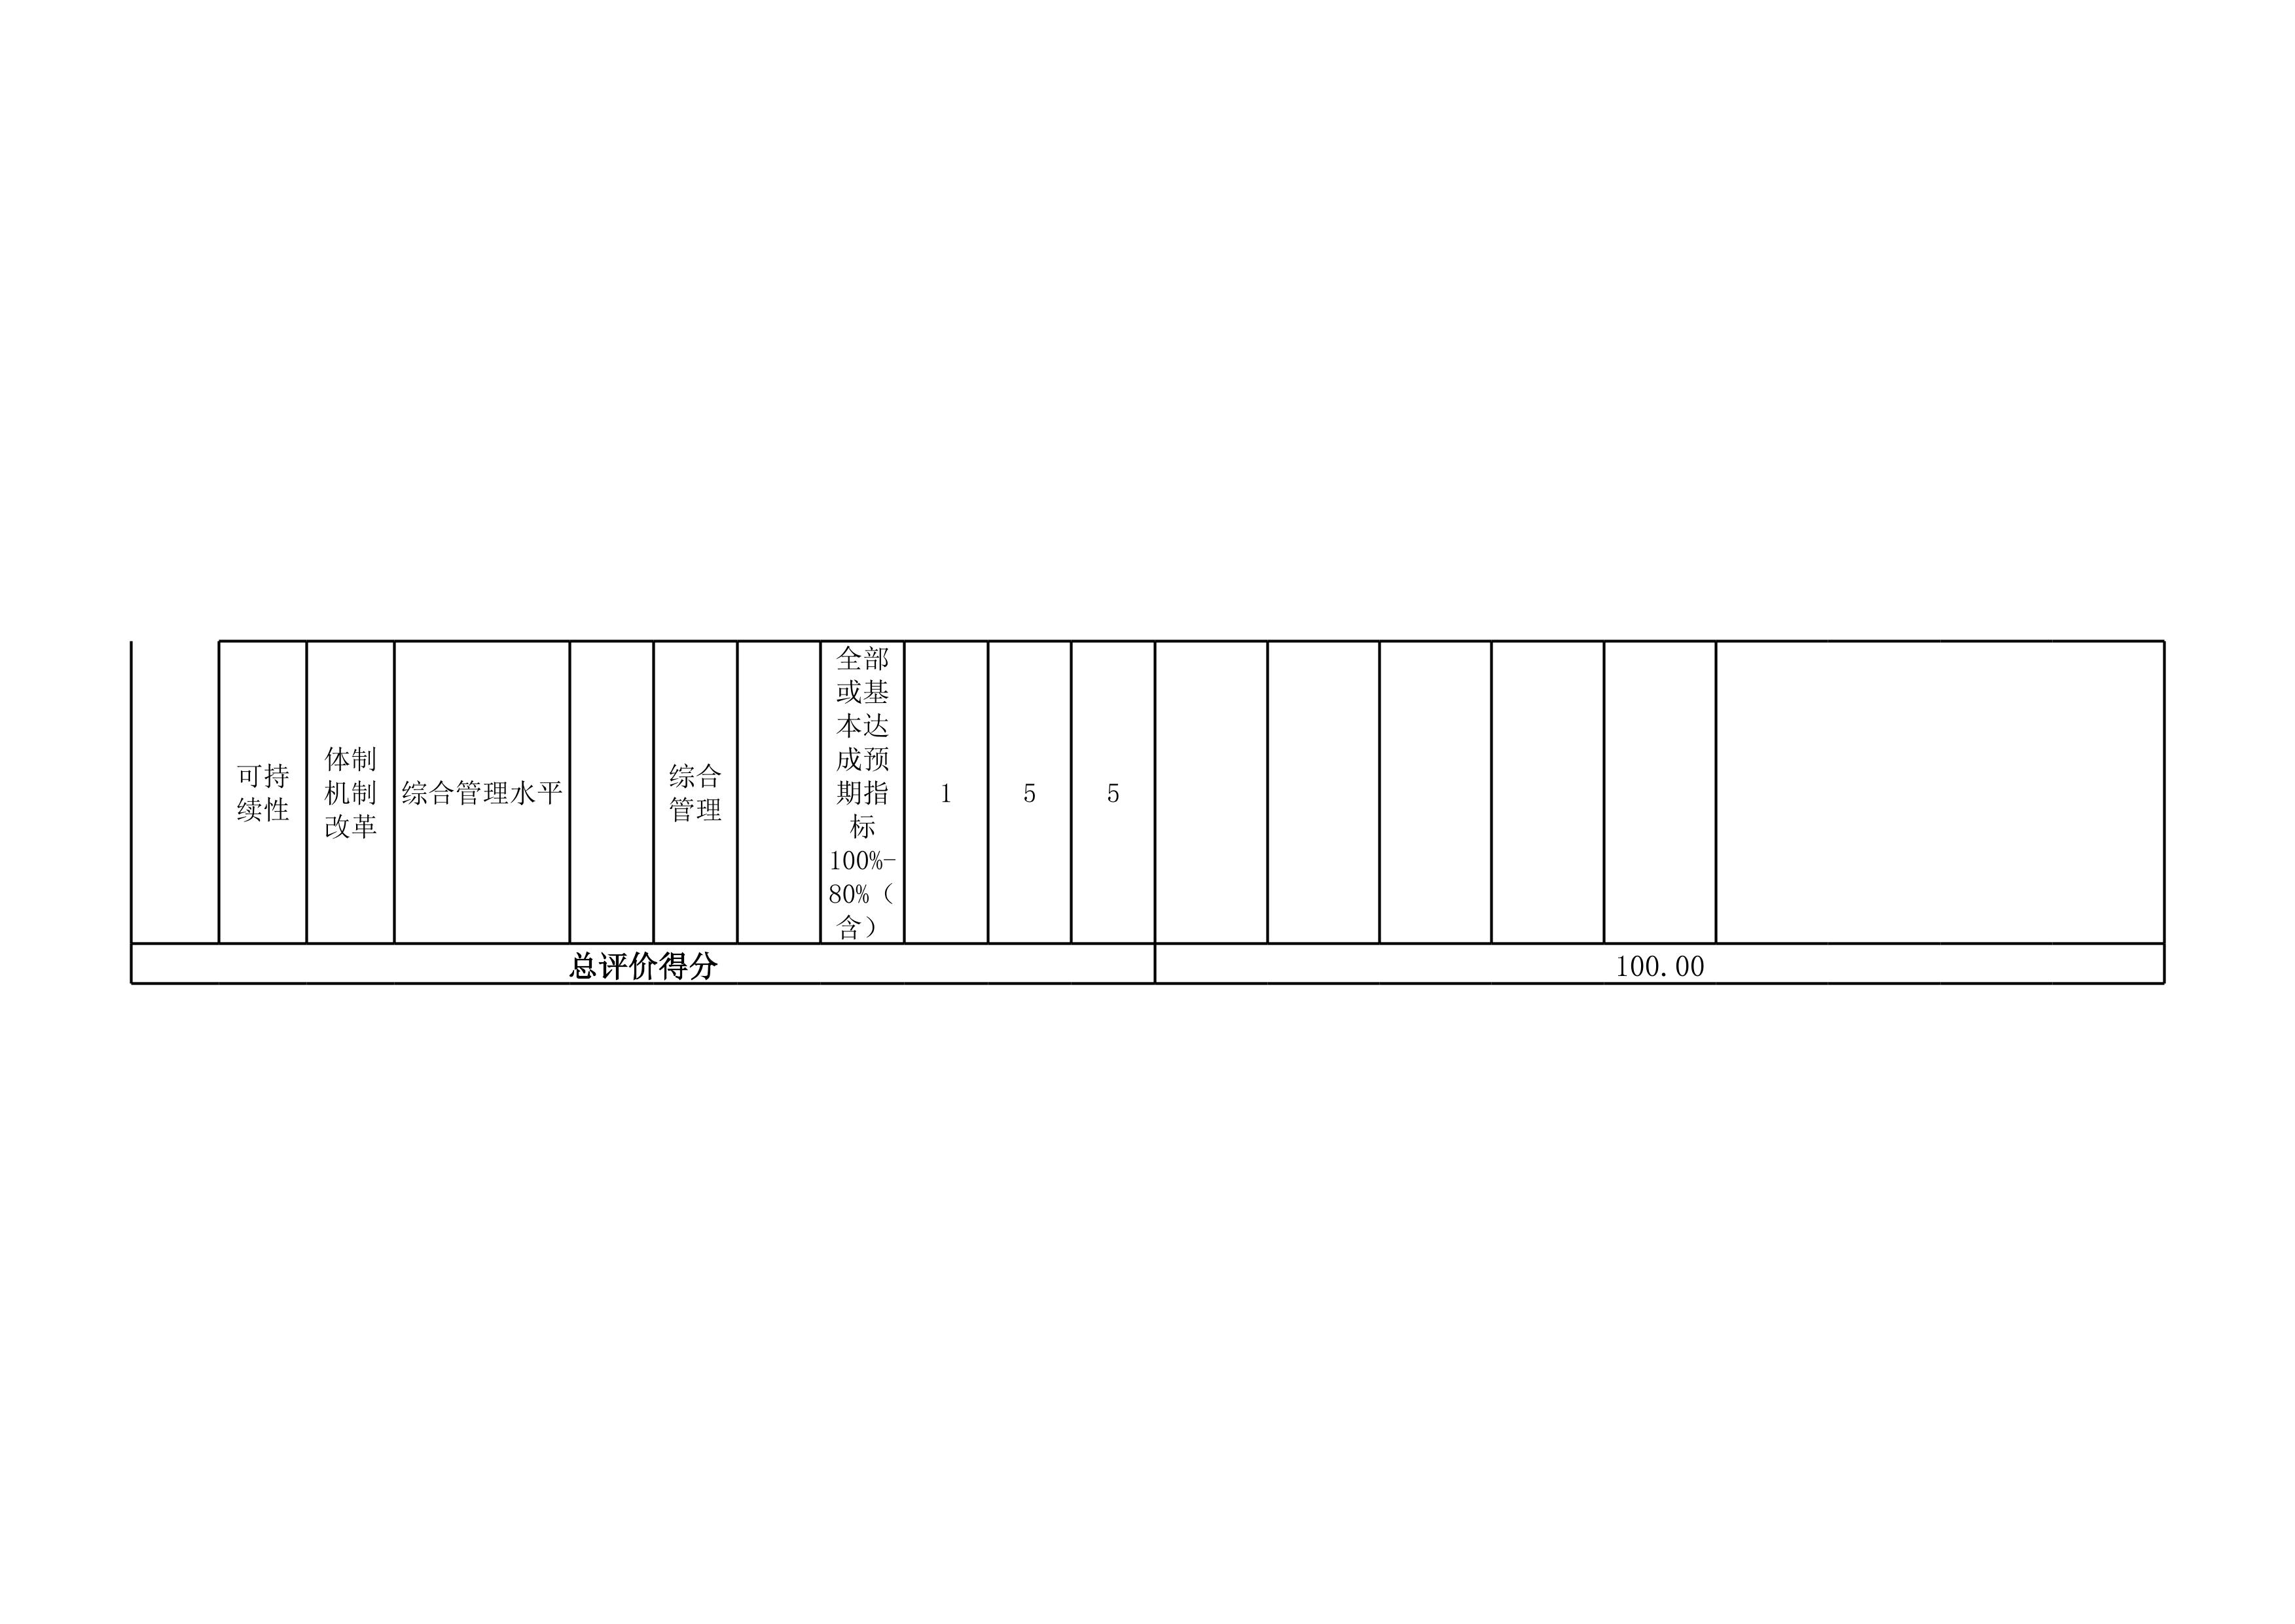 可持
续性
体制
机制
改革
综合管理水平
综合
管理
全部
或基
本达
成预
期指
标
100%-
80%（
含）
1
5
5
总评价得分
100.00